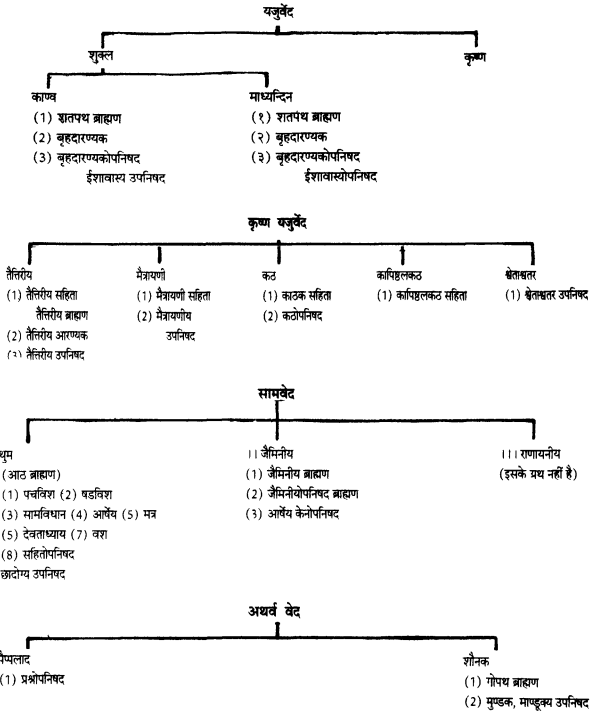 यजुर्वेद
शुक्ल
कृष्ण
काण्व
(1) शतपथ ब्राह्मण
(2) बृहदारण्यक
(3) बृहदारण्यकोपनिषद
ईशावास्य उपनिषद
माध्यन्दिन
(१) शतपथ ब्राह्मण
(२) बृहदारण्यक
(३) बृहदारण्यकोपनिषद
ईशावास्योपनिषद
कृष्ण यजुर्वेद
तैत्तिरीय
(1) तैत्तिरीय सहिता
तैत्तिरीय ब्राह्मण
(2) तैत्तिरीय आरण्यक
(३) तैत्तिरीय उपनिषद
मैत्रायणी
(1) मैत्रायणी सहिता
(2) मैत्रायणीय
उपनिषद
कठ
(1) काठक सहिता
(2) कठोपनिषद
कापिष्ठलकठ
(1) कापिष्ठलकठ सहिता
श्वेताश्वतर
(1) श्वेताश्वतर उपनिषद
सामवेद
थुम
(आठ ब्राह्मण)
(1) पचविश (2) षडविश
(3) सामविधान (4) आर्षेय (5) मत्र
(5) देवताध्याय (7) वश
(8) सहितोपनिषद
छादोग्य उपनिषद
।। जैमिनीय
(1) जैमिनीय ब्राह्मण
(2) जैमिनीयोपनिषद ब्राह्मण
(3) आर्षेय केनोपनिषद
।।। राणायनीय
(इसके ग्रथ नहीं है)
अथर्व वेद
पैप्पलाद
(1) प्रश्नोपनिषद
शौनक
(1) गोपथ ब्राह्मण
(2) मुण्डक, माण्डूक्य उपनिषद